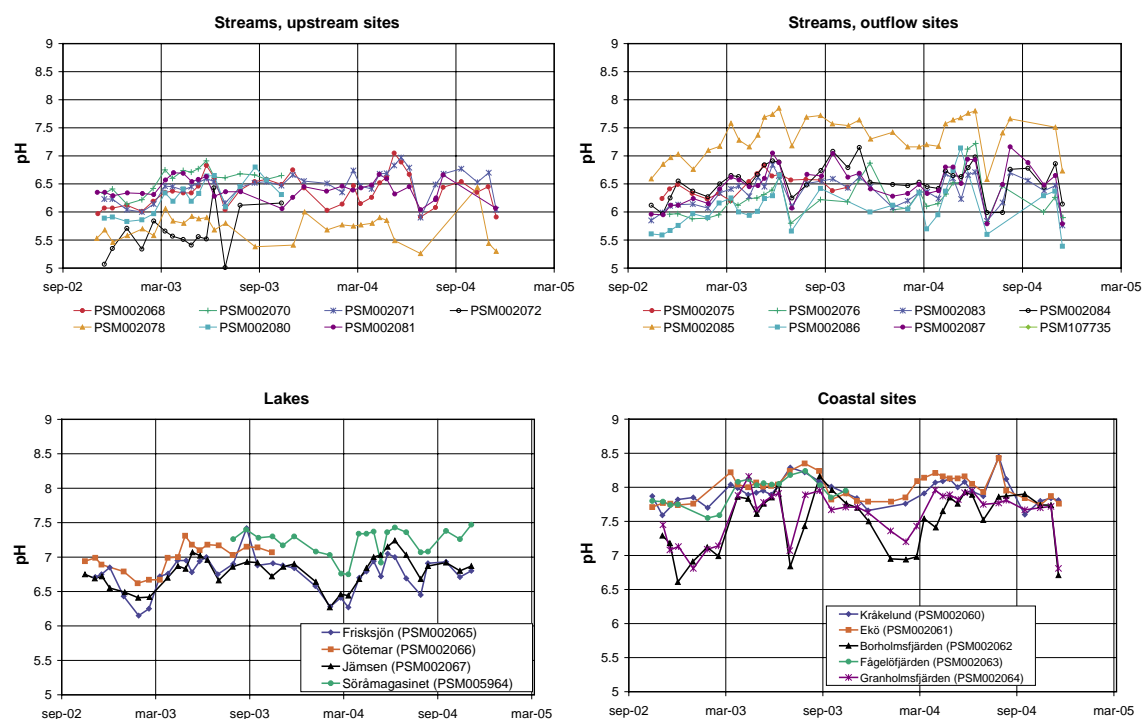 Streams, upstream sites
9
8.5
8
7.5
7
6.5
6
5.5
5
pH
sep-02 mar-03 sep-03 mar-04 sep-04 mar-05
PSM002068 PSM002070 PSM002071 PSM002072
PSM002078 PSM002080 PSM002081
Streams, outflow sites
9
8.5
8
7.5
7
6.5
6
5.5
5
pH
sep-02 mar-03 sep-03 mar-04 sep-04 mar-05
PSM002075 PSM002076 PSM002083 PSM002084
PSM002085 PSM002086 PSM002087 PSM107735
Lakes
9
8.5
8
7.5
7
6.5
6
5.5
5
pH
sep-02 mar-03 sep-03 mar-04 sep-04 mar-05
Frisksjön (PSM002065)
Götemar (PSM002066)
Jämsen (PSM002067)
Söråmagasinet (PSM005964)
Coastal sites
9
8.5
8
7.5
7
6.5
6
5.5
5
pH
sep-02 mar-03 sep-03 mar-04 sep-04 mar-05
Kråkelund (PSM002060)
Ekö (PSM002061)
Borholmsfjärden (PSM002062
Fågelöfjärden (PSM002063)
Granholmsfjärden (PSM002064)